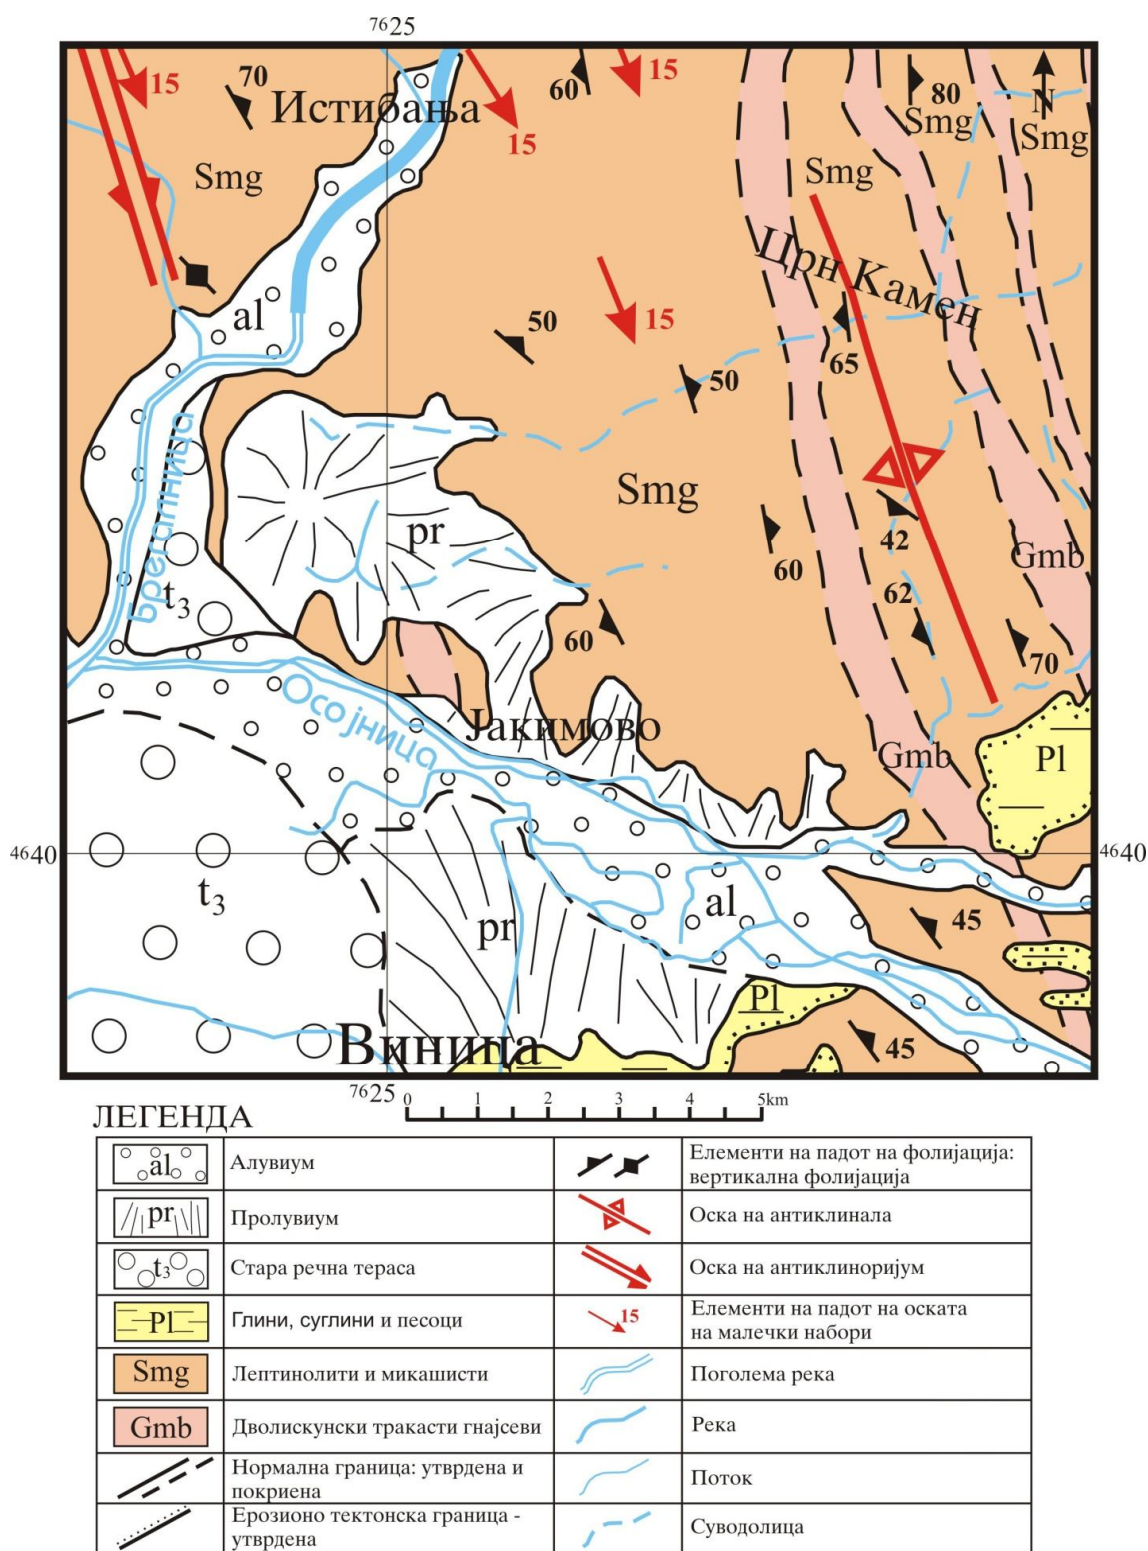 7625
15
70
Истибања
60
15
15
80
N
Smg
Smg
Smg
Smg
Црн Камен
al
50
15
65
50
Брегалница
Smg
pr
42
60
Gmb
62
t3
60
70
Осојница
Јакимово
Gmb
Pl
4640
4640
t3
al
pr
45
Pl
Виница
45
7625
0 1 2 3 4 5km
ЛЕГЕНДА
al Алувиум
Елементи на падот на фолијација:
вертикална фолијација
pr Пролувиум
Оска на антиклинала
t3 Стара речна тераса
Оска на антиклиноријум
Pl Глини, суглини и песоци
15 Елементи на падот на оската
на малечки набори
Smg Лептинолити и микашисти
Поголема река
Gmb Дволискунски тракасти гнајсеви
Река
Нормална граница: утврдена и
покриена
Поток
Ерозионо тектонска граница -
утврдена
Суводолица